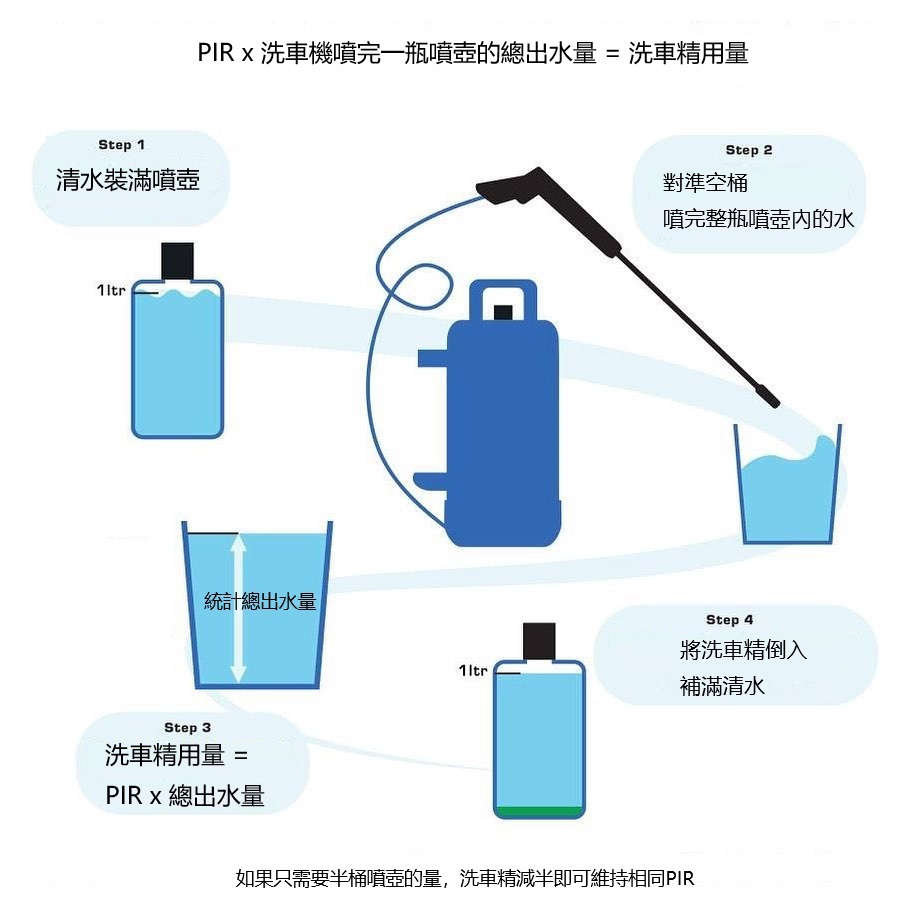 PIR x 洗車機噴完一瓶噴壺的總出水量 = 洗車精用量
Step 1
清水裝滿噴壺
Step 2
對準空桶
噴完整瓶噴壺內的水
1ltr
統計總出水量
Step 3
洗車精用量 =
PIR x 總出水量
Step 4
將洗車精倒入
補滿清水
1ltr
如果只需要半桶噴壺的量，洗車精減半即可維持相同PIR